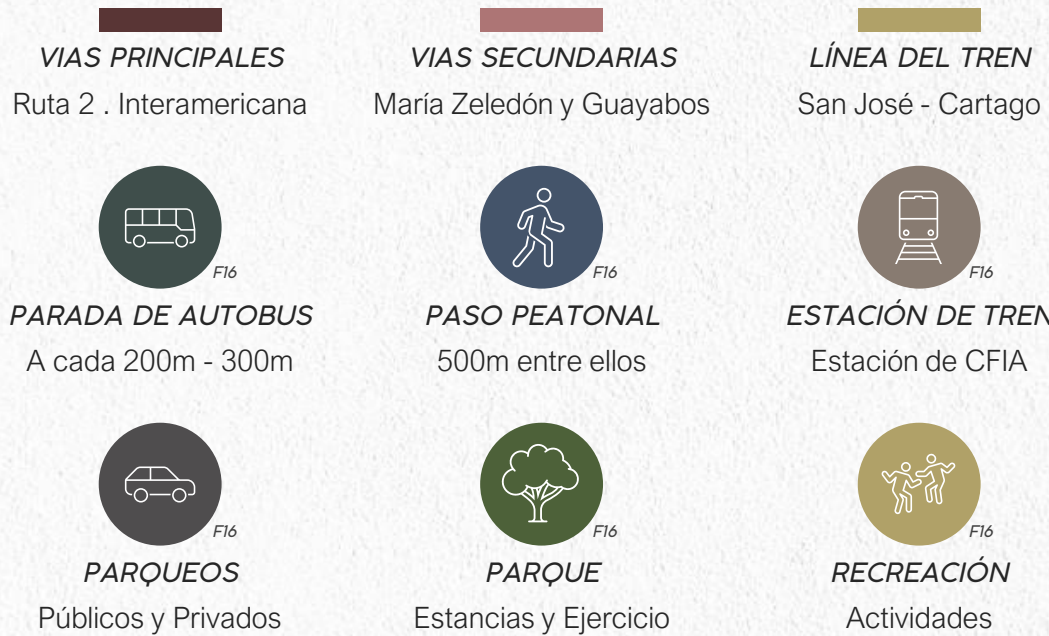 VIAS PRINCIPALES
VIAS SECUNDARIAS
LÍNEA DEL TREN
Ruta 2 . Interamericana
María Zeledón y Guayabos
San José - Cartago
F16
F16
F16
PARADA DE AUTOBUS
PASO PEATONAL
ESTACIÓN DE TREN
A cada 200m - 300m
500m entre ellos
Estación de CFIA
F16
F16
F16
PARQUEOS
PARQUE
RECREACIÓN
Públicos y Privados
Estancias y Ejercicio
Actividades